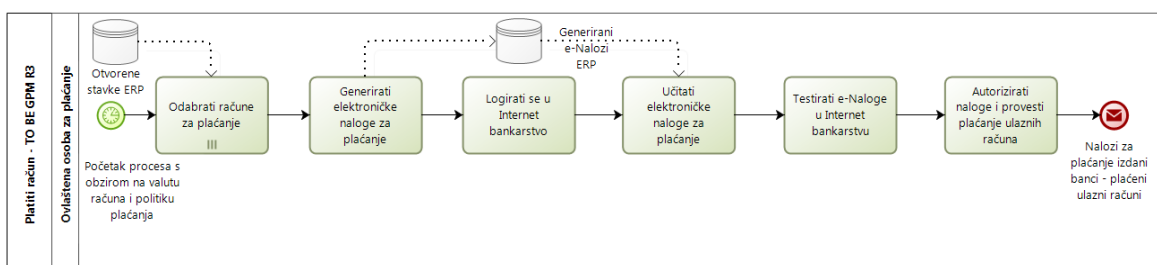 Platiti račun - TO BE GPM R3
Ovlaštena osoba za plaćanje
Otvorene
stavke ERP
Početak procesa s
obzirom na valutu
računa i politiku
plaćanja
Odabrati račune
za plaćanje
Generirati
elektroničke
naloge za
plaćanje
Generirani
e-Nalozi
ERP
Logirati se u
Internet
bankarstvo
Učitati
elektroničke
naloge za
plaćanje
Testirati e-Naloge
u Internet
bankarstvu
Autorizirati
naloge i provesti
plaćanje ulaznih
računa
Nalozi za
plaćanje izdani
banci - plaćeni
ulazni računi